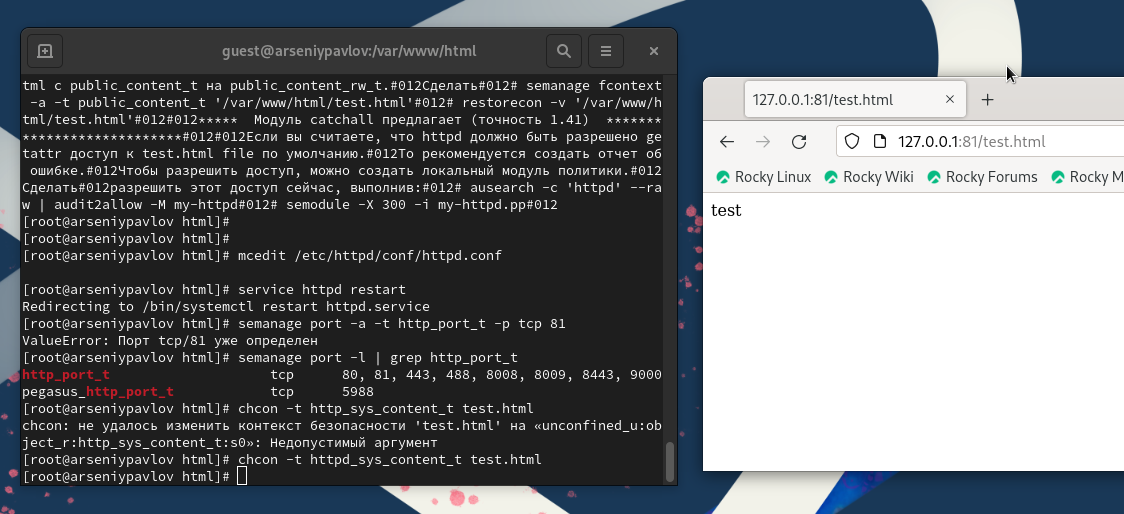 guest@arseniypavlov:/var/www/html
tml с public_content_t на public_content_rw_t.#012Сделать#012# semanage fcontext
-a -t public_content_t '/var/www/html/test.html'#012# restorecon -v '/var/www/h
tml/test.html'#012#012*****  Модуль catchall предлагает (точность 1.41)  *******
********************#012#012Если вы считаете, что httpd должно быть разрешено ge
tattr доступ к test.html file по умолчанию.#012То рекомендуется создать отчет об
ошибке.#012Чтобы разрешить доступ, можно создать локальный модуль политики.#012
Сделать#012разрешить этот доступ сейчас, выполнив:#012# ausearch -c 'httpd' --ra
w | audit2allow -M my-httpd#012# semodule -X 300 -i my-httpd.pp#012
[root@arseniypavlov html]#
[root@arseniypavlov html]#
[root@arseniypavlov html]# mcedit /etc/httpd/conf/httpd.conf
[root@arseniypavlov html]# service httpd restart
Redirecting to /bin/systemctl restart httpd.service
[root@arseniypavlov html]# semanage port -a -t http_port_t -p tcp 81
ValueError: Порт tcp/81 уже определен
[root@arseniypavlov html]# semanage port -l | grep http_port_t
http_port_t                    tcp      80, 81, 443, 488, 8008, 8009, 8443, 9000
pegasus_http_port_t            tcp      5988
[root@arseniypavlov html]# chcon -t http_sys_content_t test.html
chcon: не удалось изменить контекст безопасности 'test.html' на «unconfined_u:ob
ject_r:http_sys_content_t:s0»: Недопустимый аргумент
[root@arseniypavlov html]# chcon -t httpd_sys_content_t test.html
[root@arseniypavlov html]#
127.0.0.1:81/test.html
127.0.0.1:81/test.html
Rocky Linux Rocky Wiki Rocky Forums Rocky M
test